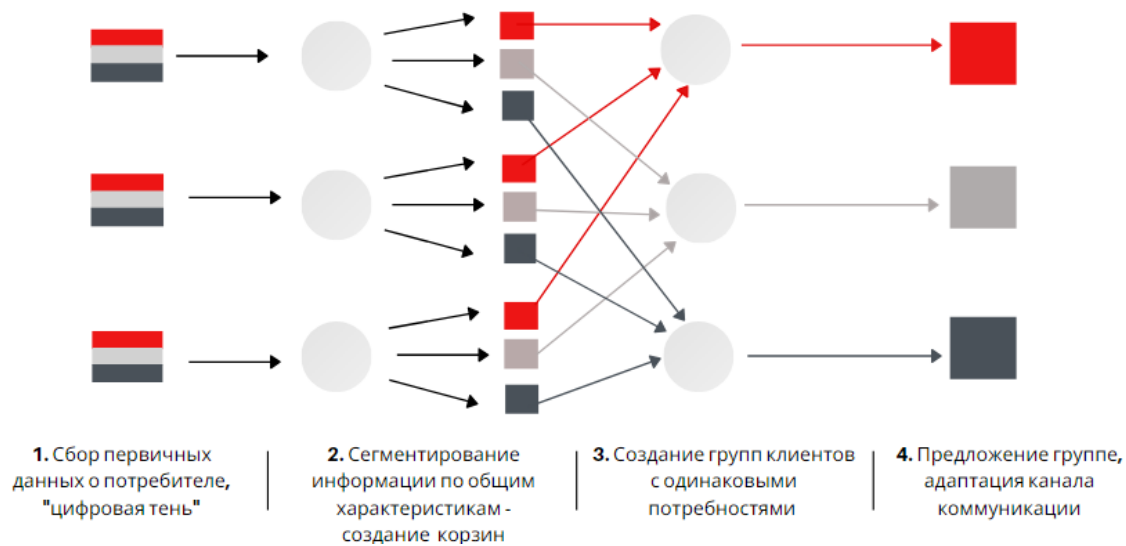 1. Сбор первичных
данных о потребителе,
"цифровая тень"
2. Сегментирование
информации по общим
характеристикам -
создание корзин
3. Создание групп клиентов
с одинаковыми
потребностями
4. Предложение группе,
адаптация канала
коммуникации